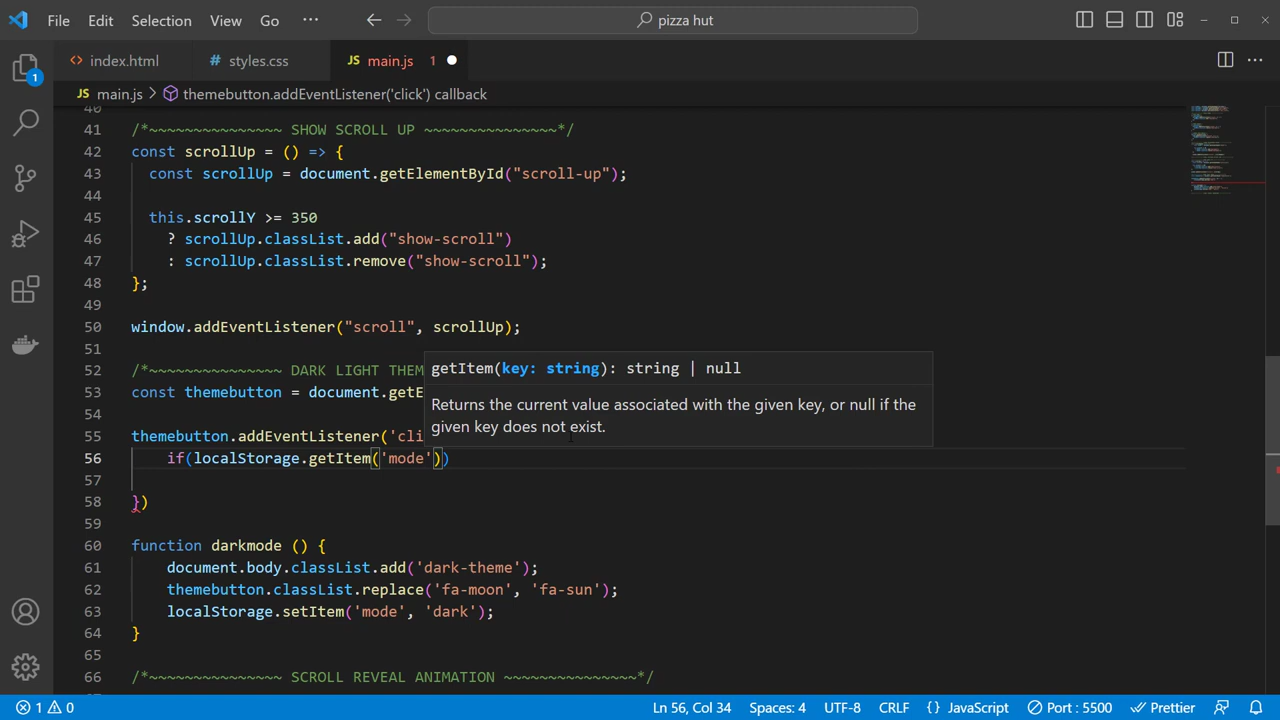 File Edit Selection View Go ··· pizza hut
index.html styles.css JS main.js 1
JS main.js > themebutton.addEventListener('click') callback
40
41 /*~~~~~~~~~~~~~~~ SHOW SCROLL UP ~~~~~~~~~~~~~~~*/
42 const scrollUp = () => {
43 const scrollUp = document.getElementById("scroll-up");
44
45 this.scrollY >= 350
46 ? scrollUp.classList.add("show-scroll")
47 : scrollUp.classList.remove("show-scroll");
48 };
49
50 window.addEventListener("scroll", scrollUp);
51
52 /*~~~~~~~~~~~~~~~ DARK LIGHT THEM
53 const themebutton = document.getE
54
55 themebutton.addEventListener('cli
getItem(key: string): string | null
Returns the current value associated with the given key, or null if the
given key does not exist.
56 if(localStorage.getItem('mode'))
57
58 })
59
60 function darkmode () {
61 document.body.classList.add('dark-theme');
62 themebutton.classList.replace('fa-moon', 'fa-sun');
63 localStorage.setItem('mode', 'dark');
64 }
65
66 /*~~~~~~~~~~~~~~~ SCROLL REVEAL ANIMATION ~~~~~~~~~~~~~~~*/
1 0 Ln 56, Col 34 Spaces: 4 UTF-8 CRLF {} JavaScript Port : 5500 Prettier